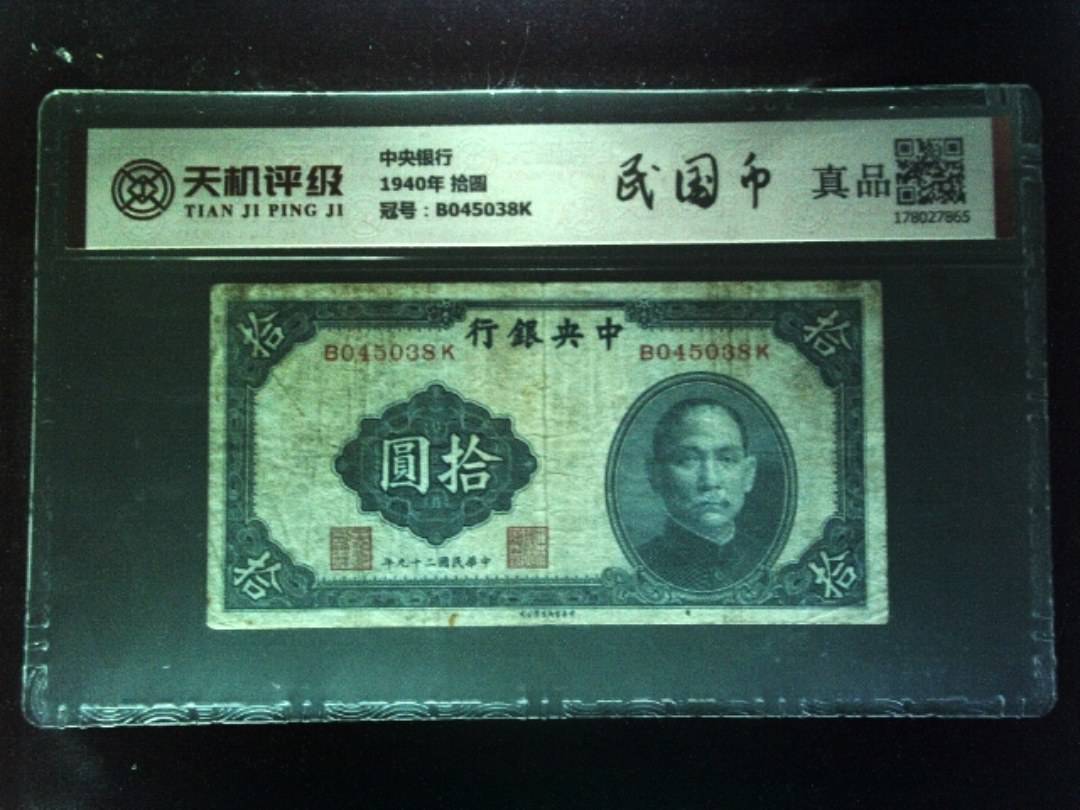 天机评级
TIAN JI PING JI
中央银行
1940年 拾圆
冠号：B045038K
民国币
真品
178027865
拾
行銀央中
拾
B045038K
B045038K
圓拾
年九十二國民華中
拾
拾